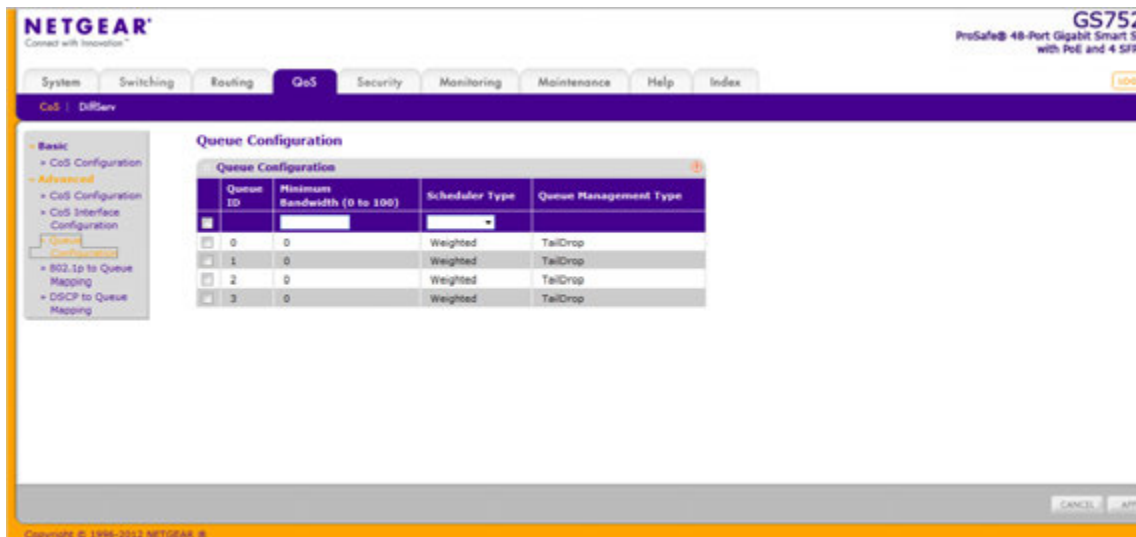 NETGEAR®
Connect with Innovation™
GS752
ProSafe® 48-Port Gigabit Smart S
with PoE and 4 SFP
System Switching Routing QoS Security Monitoring Maintenance Help Index
LOG
CoS | DiffServ
Basic
» CoS Configuration
Advanced
» CoS Configuration
» CoS Interface
Configuration
» Queue
Configuration
» 802.1p to Queue
Mapping
» DSCP to Queue
Mapping
Queue Configuration
Queue Configuration
Queue ID Minimum Bandwidth (0 to 100) Scheduler Type Queue Management Type
0 0 Weighted TailDrop
1 0 Weighted TailDrop
2 0 Weighted TailDrop
3 0 Weighted TailDrop
CANCEL APP
Copyright © 1996-2012 NETGEAR ®